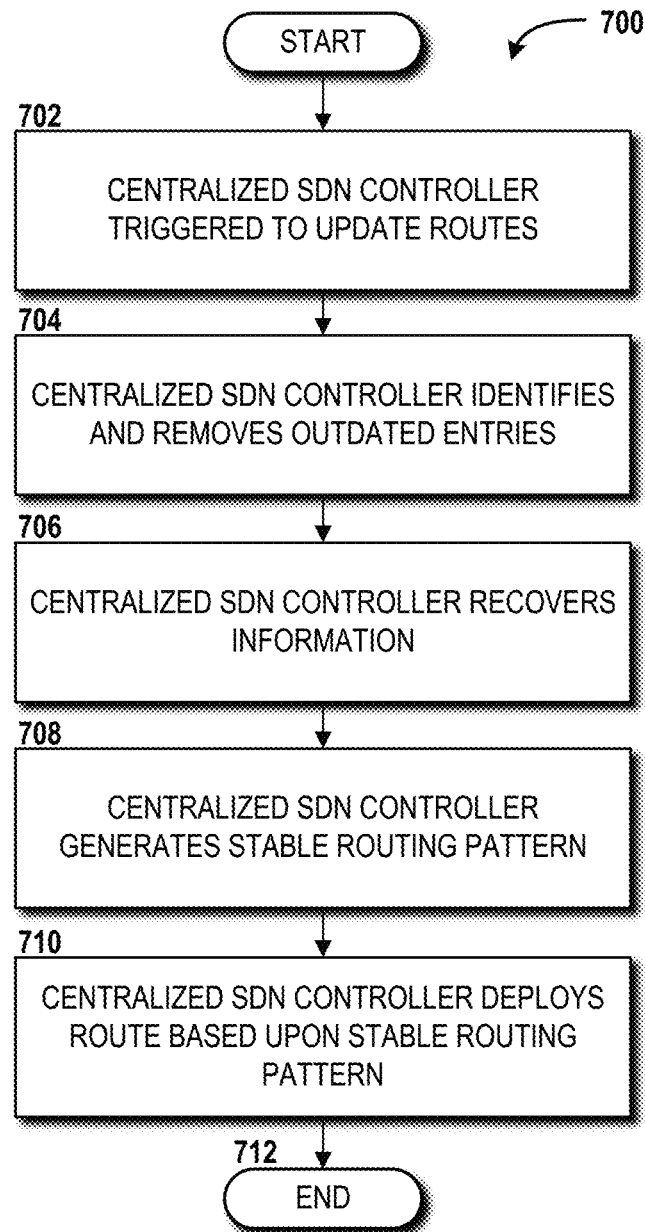 START
700
702
CENTRALIZED SDN CONTROLLER
TRIGGERED TO UPDATE ROUTES
704
CENTRALIZED SDN CONTROLLER IDENTIFIES
AND REMOVES OUTDATED ENTRIES
706
CENTRALIZED SDN CONTROLLER RECOVERS
INFORMATION
708
CENTRALIZED SDN CONTROLLER
GENERATES STABLE ROUTING PATTERN
710
CENTRALIZED SDN CONTROLLER DEPLOYS
ROUTE BASED UPON STABLE ROUTING
PATTERN
712
END